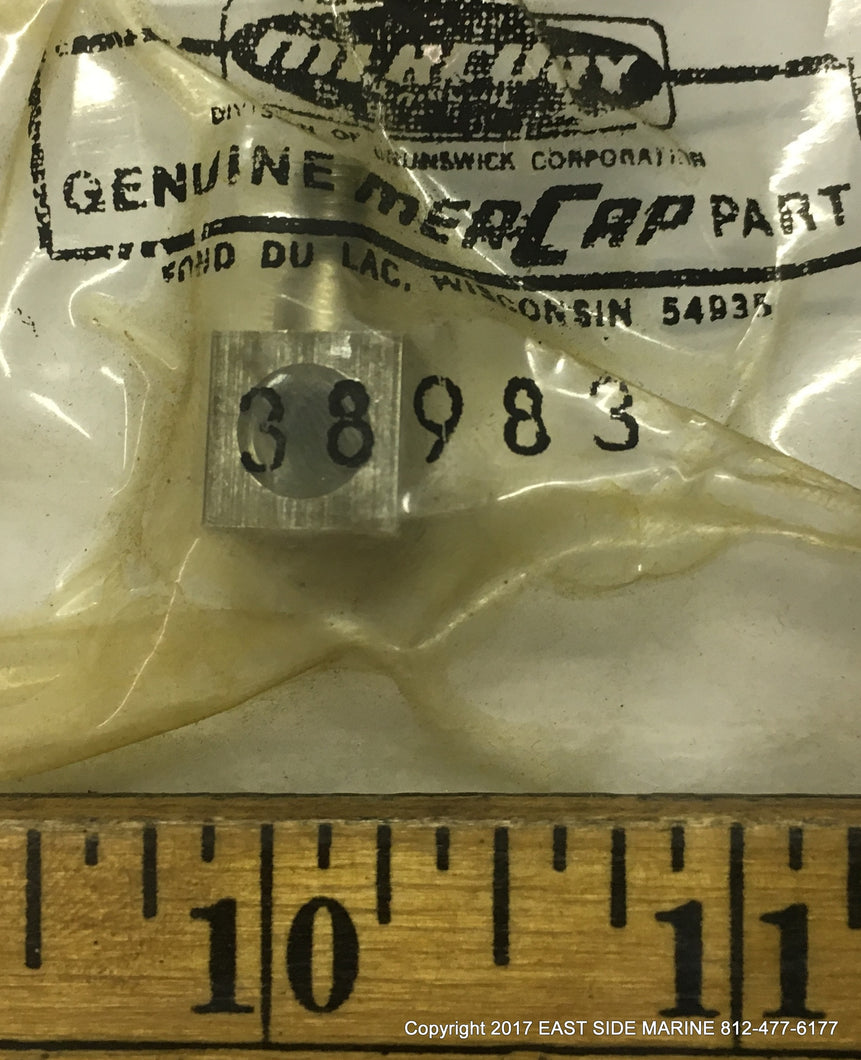 MERCURY
DIVISION OF BRUNSWICK CORPORATION
GENUINE merCap PART
FOND DU LAC, WISCONSIN 54935
38983
10 11
Copyright 2017 EAST SIDE MARINE 812-477-6177